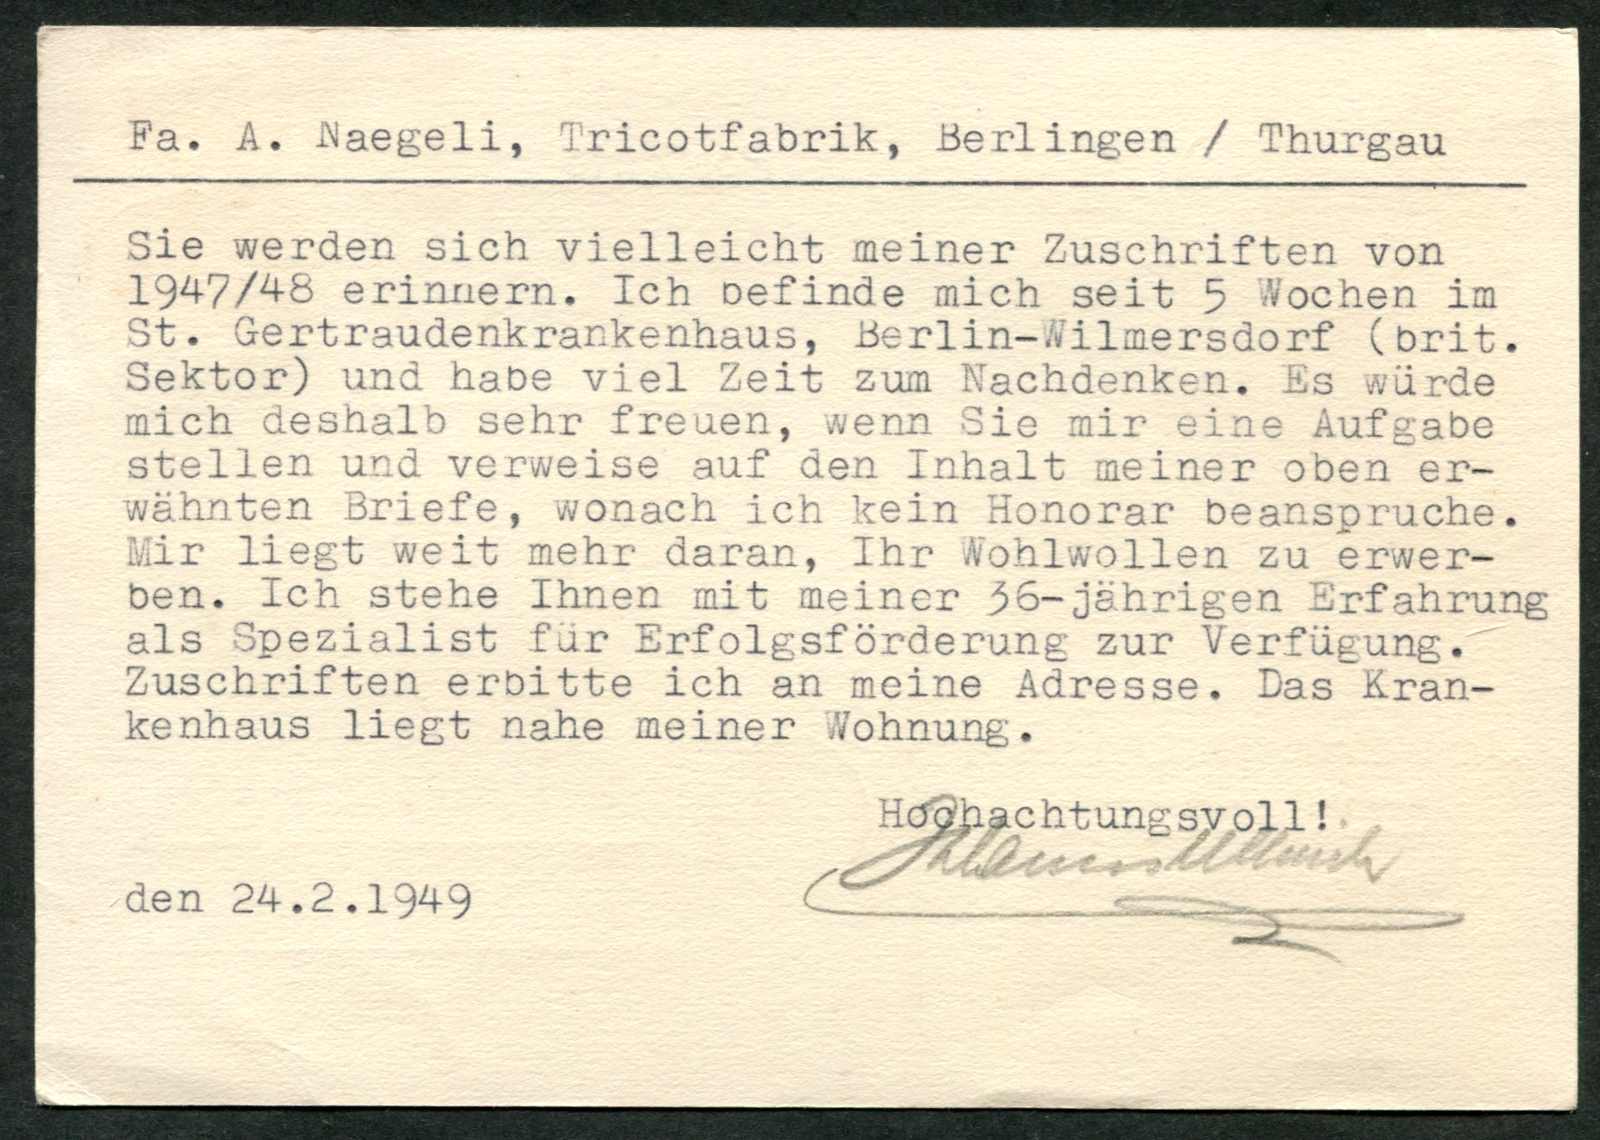 Fa. A. Naegeli, Tricotfabrik, Berlingen / Thurgau
Sie werden sich vielleicht meiner Zuschriften von
1947/48 erinnern. Ich befinde mich seit 5 Wochen im
St. Gertraudenkrankenhaus, Berlin-Wilmersdorf (brit.
Sektor) und habe viel Zeit zum Nachdenken. Es würde
mich deshalb sehr freuen, wenn Sie mir eine Aufgabe
stellen und verweise auf den Inhalt meiner oben er-
wähnten Briefe, wonach ich kein Honorar beanspruche.
Mir liegt weit mehr daran, Ihr Wohlwollen zu erwer-
ben. Ich stehe Ihnen mit meiner 36-jährigen Erfahrung
als Spezialist für Erfolgsförderung zur Verfügung.
Zuschriften erbitte ich an meine Adresse. Das Kran-
kenhaus liegt nahe meiner Wohnung.
Hochachtungsvoll!
den 24.2.1949